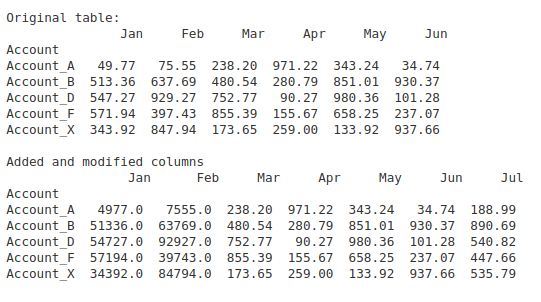 Original table:
Jan Feb Mar Apr May Jun
Account
Account_A 49.77 75.55 238.20 971.22 343.24 34.74
Account_B 513.36 637.69 480.54 280.79 851.01 930.37
Account_D 547.27 929.27 752.77 90.27 980.36 101.28
Account_F 571.94 397.43 855.39 155.67 658.25 237.07
Account_X 343.92 847.94 173.65 259.00 133.92 937.66
Added and modified columns
Jan Feb Mar Apr May Jun Jul
Account
Account_A 4977.0 7555.0 238.20 971.22 343.24 34.74 188.99
Account_B 51336.0 63769.0 480.54 280.79 851.01 930.37 890.69
Account_D 54727.0 92927.0 752.77 90.27 980.36 101.28 540.82
Account_F 57194.0 39743.0 855.39 155.67 658.25 237.07 447.66
Account_X 34392.0 84794.0 173.65 259.00 133.92 937.66 535.79